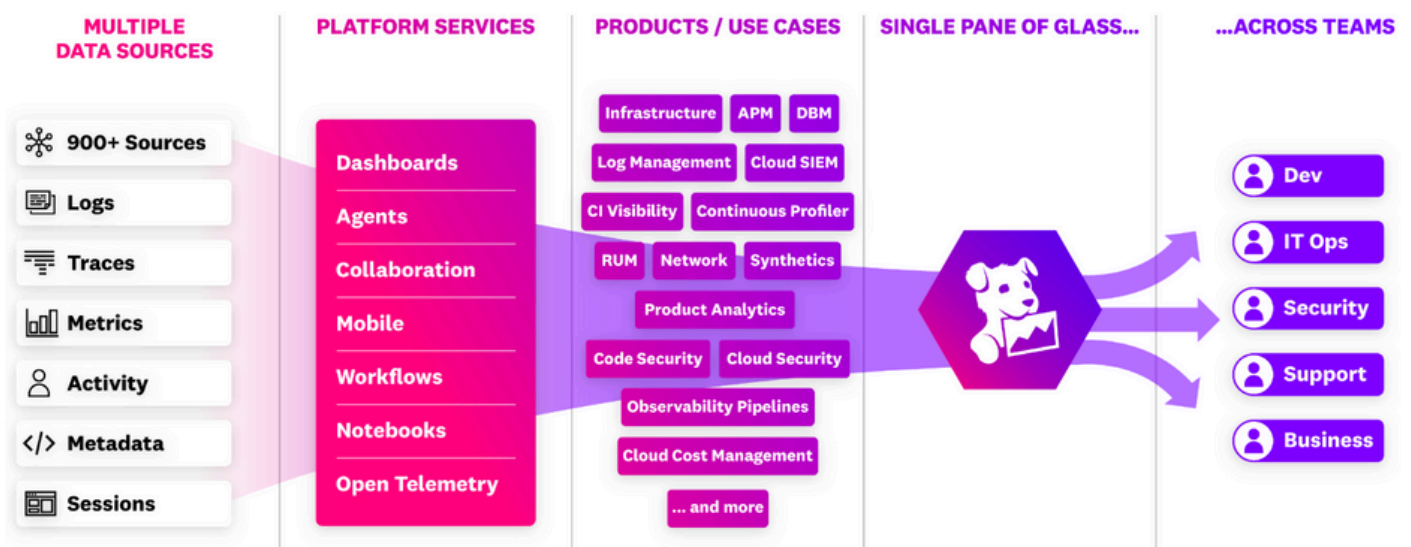 MULTIPLE
DATA SOURCES
PLATFORM SERVICES
PRODUCTS / USE CASES
SINGLE PANE OF GLASS...
...ACROSS TEAMS
900+ Sources
Logs
Traces
Metrics
Activity
</> Metadata
Sessions
Dashboards
Agents
Collaboration
Mobile
Workflows
Notebooks
Open Telemetry
Infrastructure APM DBM
Log Management Cloud SIEM
CI Visibility Continuous Profiler
RUM Network Synthetics
Product Analytics
Code Security Cloud Security
Observability Pipelines
Cloud Cost Management
... and more
Dev
IT Ops
Security
Support
Business